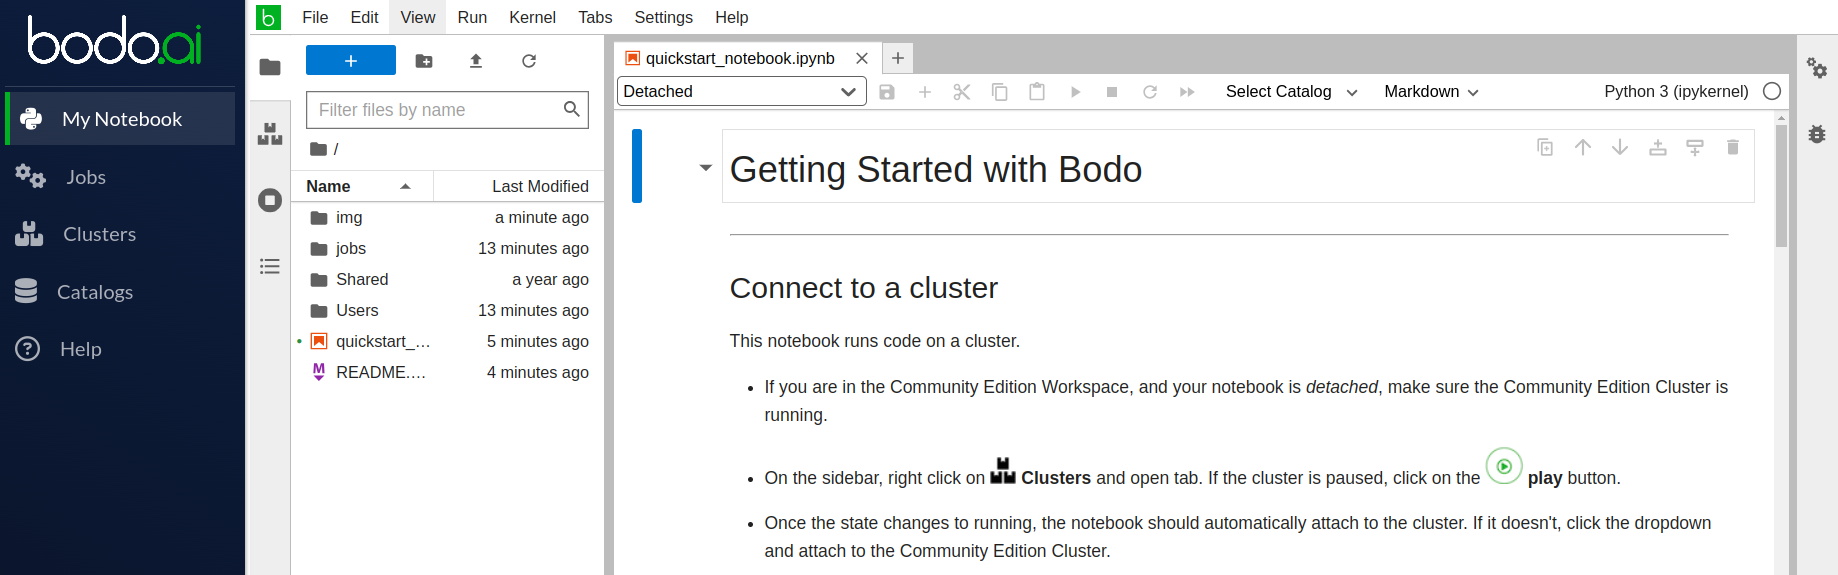 bodo.ai
My Notebook
Jobs
Clusters
Catalogs
Help
b File Edit View Run Kernel Tabs Settings Help
+
Filter files by name
/
Name Last Modified
img a minute ago
jobs 13 minutes ago
Shared a year ago
Users 13 minutes ago
quickstart_... 5 minutes ago
M README.... 4 minutes ago
quickstart_notebook.ipynb
Detached Select Catalog Markdown Python 3 (ipykernel)
Getting Started with Bodo
Connect to a cluster
This notebook runs code on a cluster.
• If you are in the Community Edition Workspace, and your notebook is detached, make sure the Community Edition Cluster is
running.
• On the sidebar, right click on Clusters and open tab. If the cluster is paused, click on the play button.
• Once the state changes to running, the notebook should automatically attach to the cluster. If it doesn't, click the dropdown
and attach to the Community Edition Cluster.